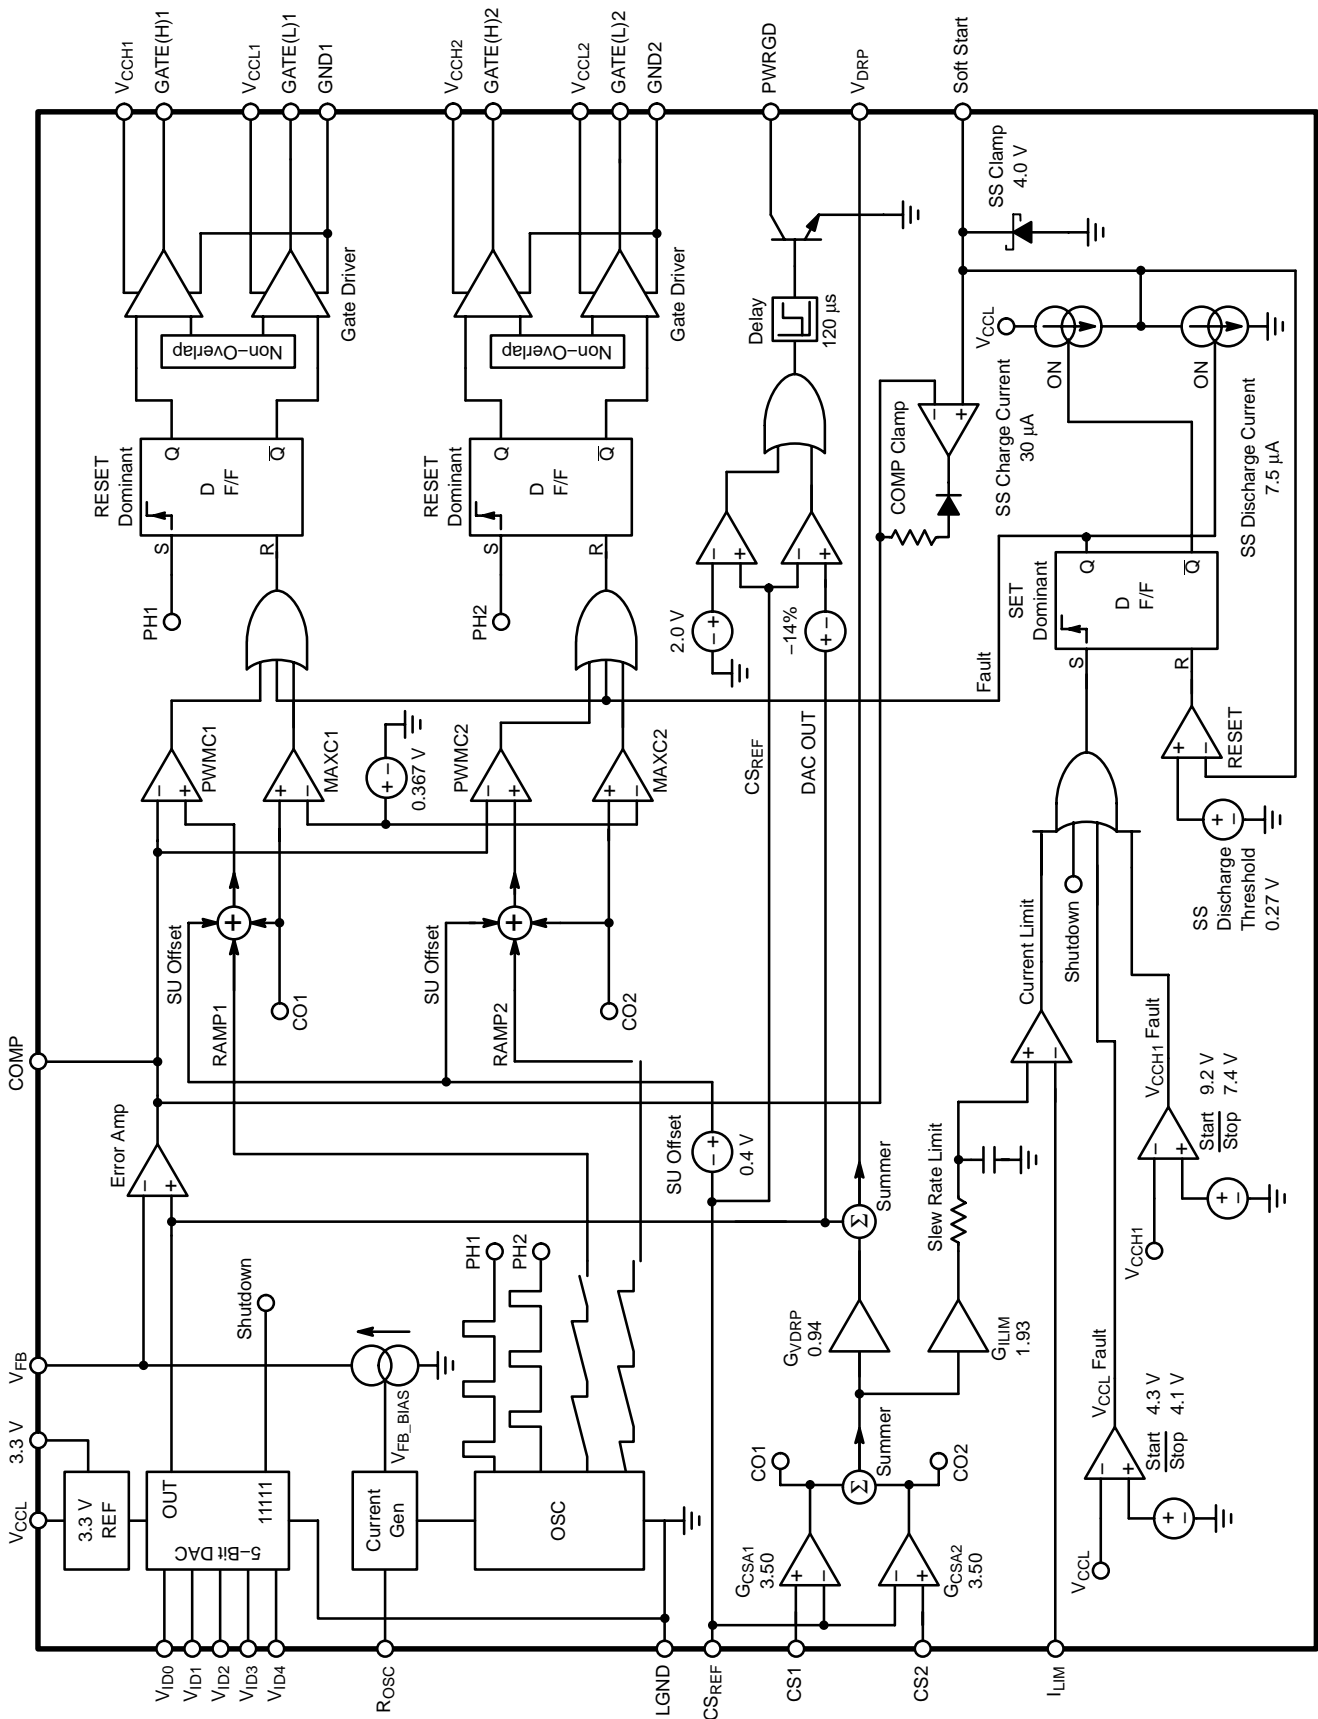 VCCH1
GATE(H)1
VCCL1
GATE(L)1
GND1
VCCH2
GATE(H)2
VCCL2
GATE(L)2
GND2
PWRGD
VDRP
Soft Start
Gate Driver
Non–Overlap
RESET
Dominant
S
R
Q
Q
D
F/F
PH1
Gate Driver
Non–Overlap
RESET
Dominant
S
R
Q
Q
D
F/F
PH2
Delay
120 μs
SS Clamp
4.0 V
COMP Clamp
–
+
VCCL
ON
ON
SS Charge Current
30 μA
SS Discharge Current
7.5 μA
SET
Dominant
S
R
Q
Q
D
F/F
Fault
2.0 V
– +
– +
–14%
+ –
– +
CSREF
DAC OUT
PWMC1
– +
MAXC1
+ –
0.367 V
+ –
PWMC2
– +
MAXC2
+ –
RESET
+ –
SS
Discharge
Threshold
0.27 V
+ –
SU Offset
+
RAMP1
CO1
SU Offset
+
RAMP2
CO2
Current Limit
+ –
Shutdown
COMP
Error Amp
– +
SU Offset
– +
0.4 V
Summer
Σ
Slew Rate Limit
VCCH1 Fault
– +
Start 9.2 V
Stop 7.4 V
+ –
VCCH1
VFB
3.3 V
VCCL
3.3 V
REF
OUT
11111
5–Bit DAC
Shutdown
VFB_BIAS
Current
Gen
OSC
PH1
PH2
GVDRP
0.94
GILIM
1.93
CO1
Summer
Σ
CO2
GCSA1
3.50
+ –
GCSA2
3.50
– +
VCCL Fault
– +
Start 4.3 V
Stop 4.1 V
+ –
VCCL
VID0
VID1
VID2
VID3
VID4
ROSC
LGND
CSREF
CS1
CS2
ILIM